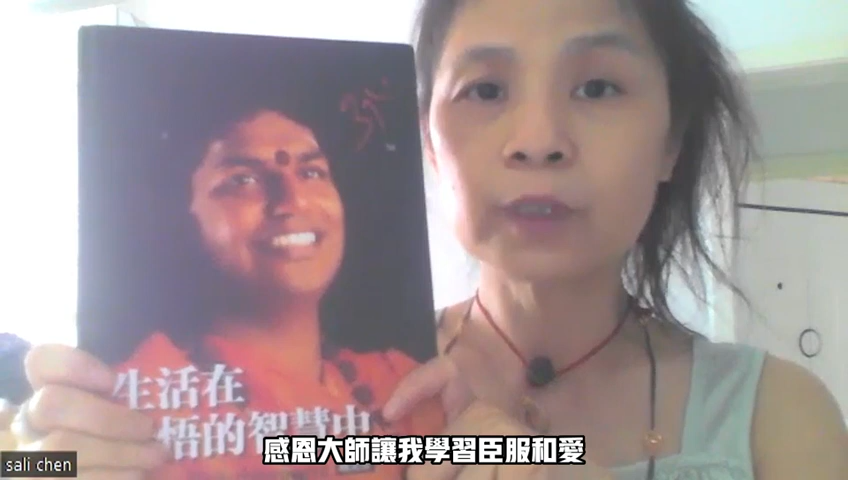 生活在
悟的智慧中
感恩大師讓我學習臣服和愛
sali chen